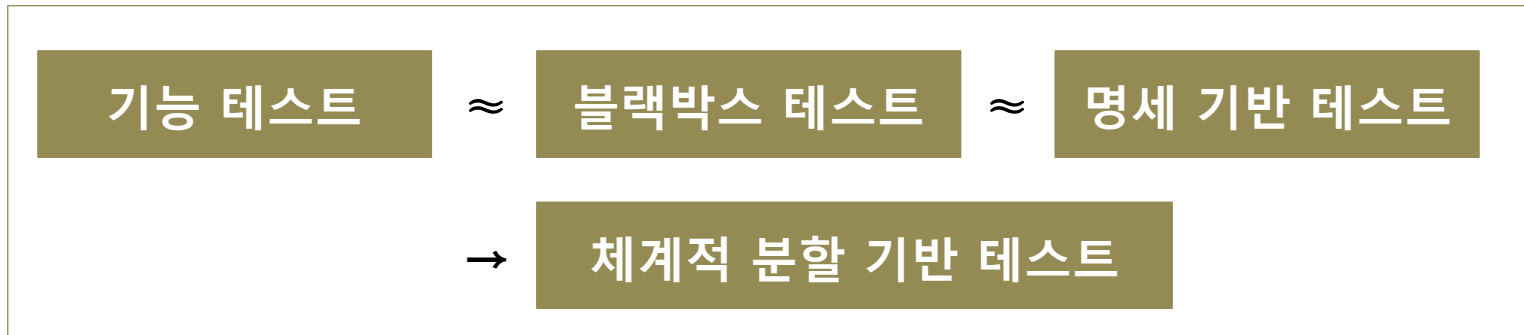 기능 테스트 ≈ 블랙박스 테스트 ≈ 명세 기반 테스트
→ 체계적 분할 기반 테스트